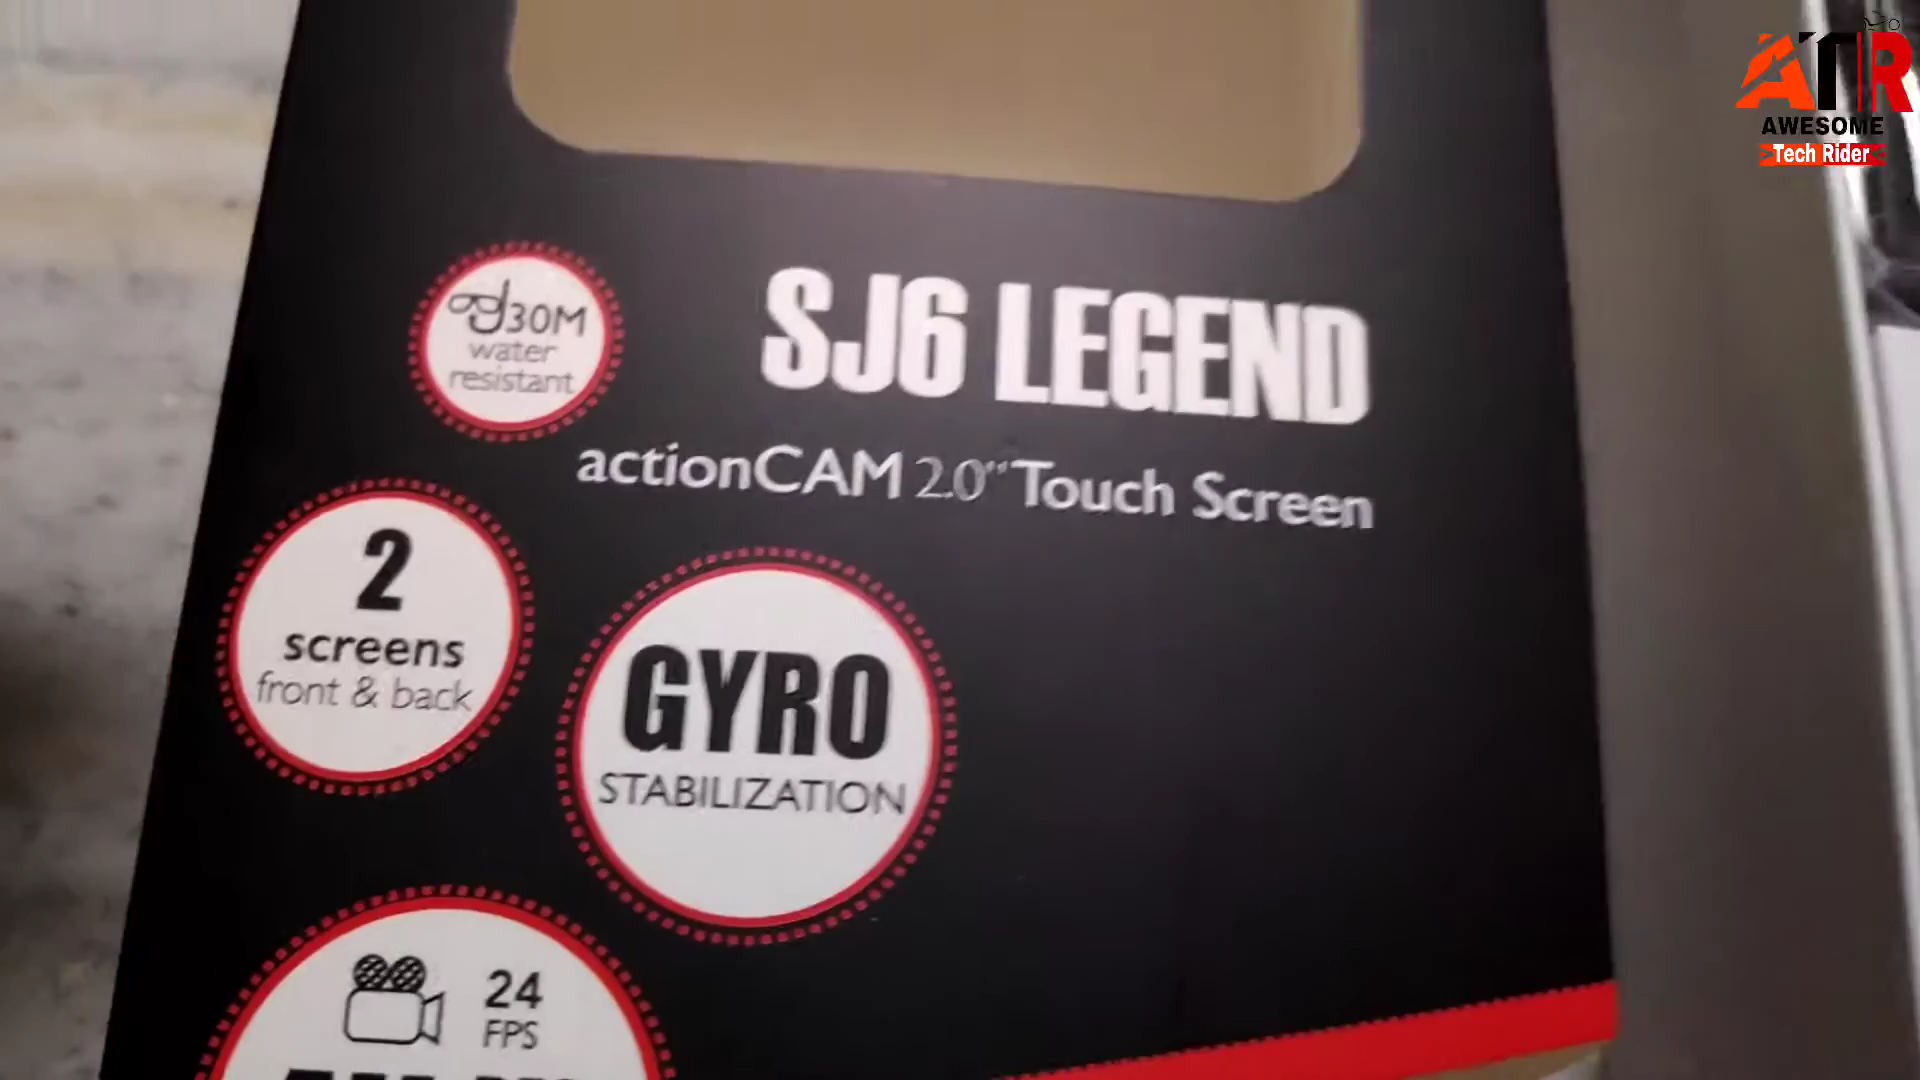 ATR
AWESOME
Tech Rider
30M
water
resistant
SJ6 LEGEND
actionCAM 2.0" Touch Screen
2
screens
front & back
GYRO
STABILIZATION
24
FPS